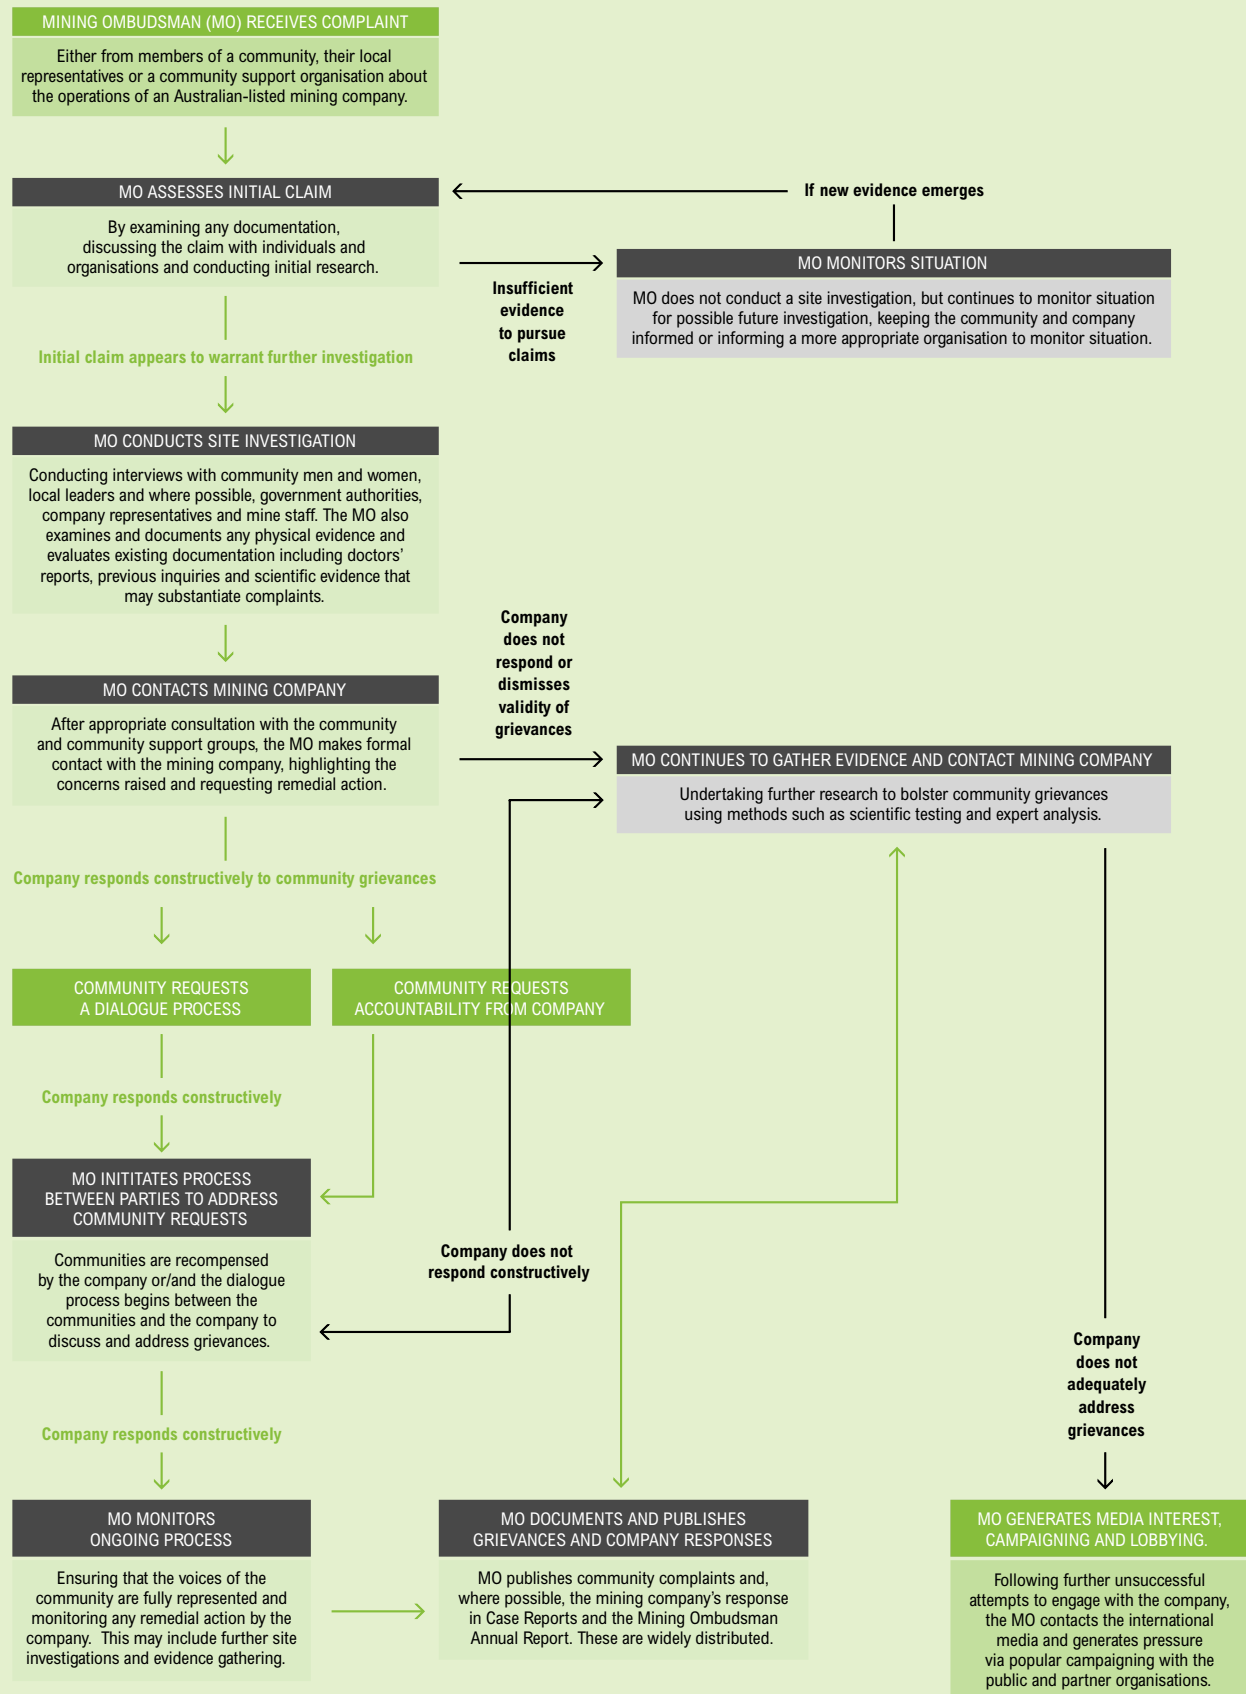 MINING OMBUDSMAN (MO) RECEIVES COMPLAINT
Either from members of a community, their local
representatives or a community support organisation about
the operations of an Australian-listed mining company.
MO ASSESSES INITIAL CLAIM
By examining any documentation,
discussing the claim with individuals and
organisations and conducting initial research.
If new evidence emerges
Insufficient
evidence
to pursue
claims
MO MONITORS SITUATION
MO does not conduct a site investigation, but continues to monitor situation
for possible future investigation, keeping the community and company
informed or informing a more appropriate organisation to monitor situation.
Initial claim appears to warrant further investigation
MO CONDUCTS SITE INVESTIGATION
Conducting interviews with community men and women,
local leaders and where possible, government authorities,
company representatives and mine staff. The MO also
examines and documents any physical evidence and
evaluates existing documentation including doctors'
reports, previous inquiries and scientific evidence that
may substantiate complaints.
MO CONTACTS MINING COMPANY
After appropriate consultation with the community
and community support groups, the MO makes formal
contact with the mining company, highlighting the
concerns raised and requesting remedial action.
Company
does not
respond or
dismisses
validity of
grievances
MO CONTINUES TO GATHER EVIDENCE AND CONTACT MINING COMPANY
Undertaking further research to bolster community grievances
using methods such as scientific testing and expert analysis.
Company responds constructively to community grievances
COMMUNITY REQUESTS
A DIALOGUE PROCESS
COMMUNITY REQUESTS
ACCOUNTABILITY FROM COMPANY
Company responds constructively
MO INITITATES PROCESS
BETWEEN PARTIES TO ADDRESS
COMMUNITY REQUESTS
Communities are recompensed
by the company or/and the dialogue
process begins between the
communities and the company to
discuss and address grievances.
Company does not
respond constructively
Company responds constructively
Company
does not
adequately
address
grievances
MO MONITORS
ONGOING PROCESS
Ensuring that the voices of the
community are fully represented and
monitoring any remedial action by the
company. This may include further site
investigations and evidence gathering.
MO DOCUMENTS AND PUBLISHES
GRIEVANCES AND COMPANY RESPONSES
MO publishes community complaints and,
where possible, the mining company's response
in Case Reports and the Mining Ombudsman
Annual Report. These are widely distributed.
MO GENERATES MEDIA INTEREST,
CAMPAIGNING AND LOBBYING.
Following further unsuccessful
attempts to engage with the company,
the MO contacts the international
media and generates pressure
via popular campaigning with the
public and partner organisations.